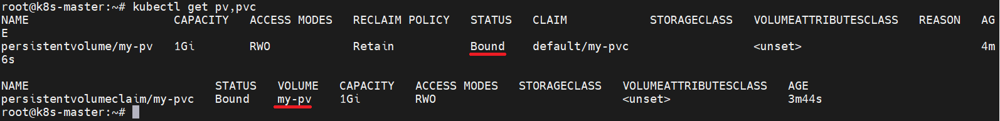 root@k8s-master:~# kubectl get pv,pvc
NAME                     CAPACITY   ACCESS MODES   RECLAIM POLICY   STATUS   CLAIM            STORAGECLASS   VOLUMEATTRIBUTESCLASS   REASON   AG
E
persistentvolume/my-pv   1Gi        RWO            Retain           Bound    default/my-pvc                  <unset>                          4m
6s
NAME                           STATUS   VOLUME   CAPACITY   ACCESS MODES   STORAGECLASS   VOLUMEATTRIBUTESCLASS   AGE
persistentvolumeclaim/my-pvc   Bound    my-pv    1Gi        RWO                           <unset>                 3m44s
root@k8s-master:~#